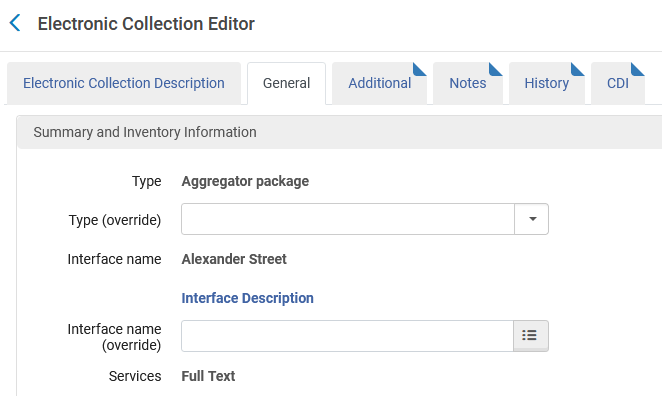 Electronic Collection Editor
Electronic Collection Description General Additional Notes History CDI
Summary and Inventory Information
Type Aggregator package
Type (override)
Interface name Alexander Street
Interface Description
Interface name
(override)
Services Full Text